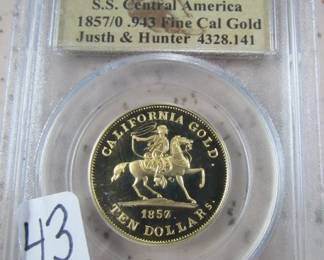 S.S. Central America
1857/0 .943 Fine Cal Gold
Justh & Hunter 4328.141
CALIFORNIA GOLD.
1857.
TEN DOLLARS.
43